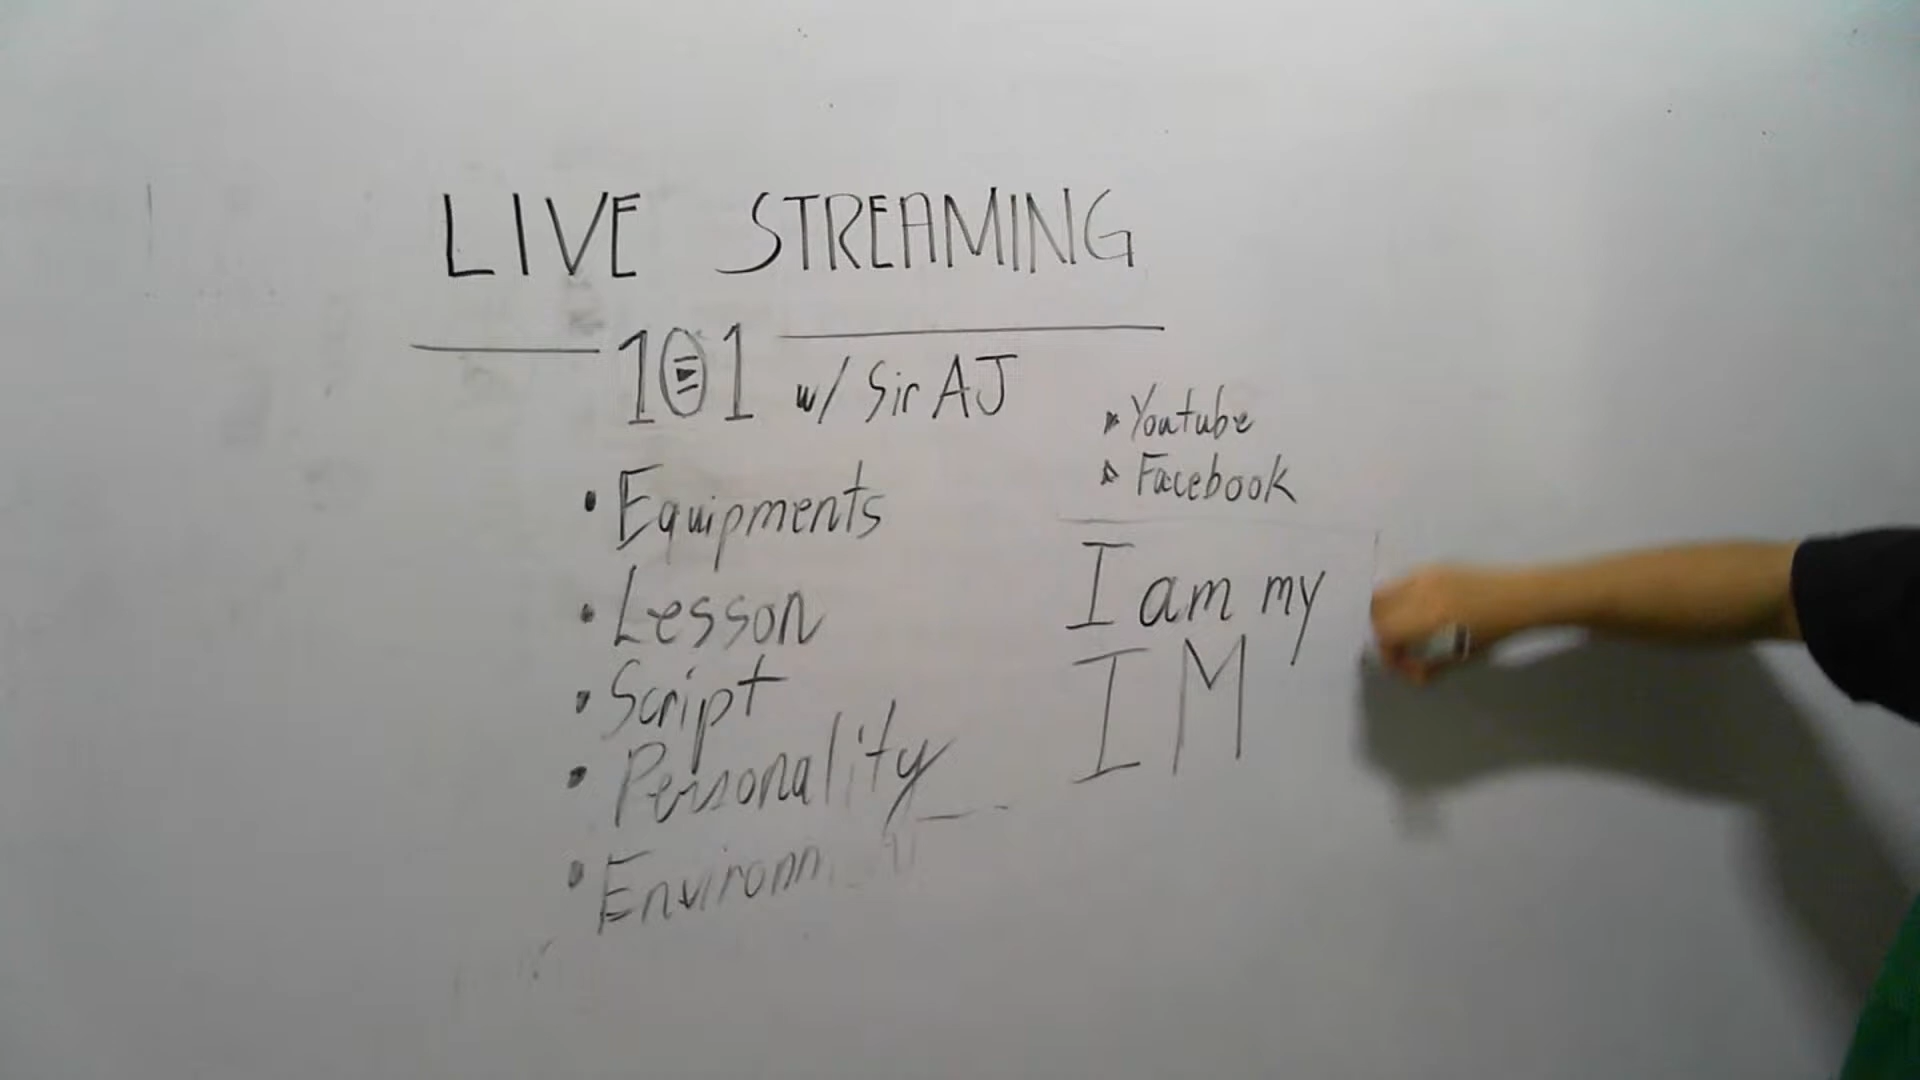 LIVE STREAMING
101 w/ Sir AJ
• Equipments
• Lesson
• Script
• Personality
▸ Youtube
▸ Facebook
I am my
IM